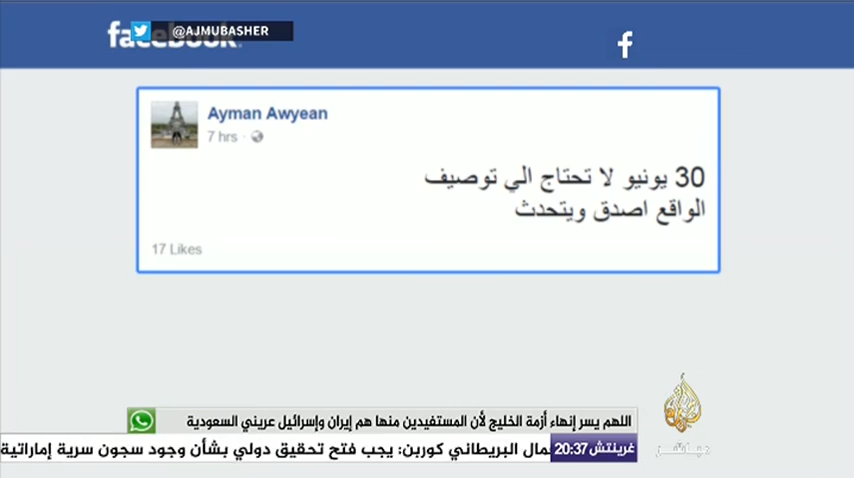 facebook
@AJMUBASHER
f
Ayman Awyean
7 hrs
30 يونيو لا تحتاج الي توصيف
الواقع اصدق ويتحدث
17 Likes
اللهم يسر إنهاء أزمة الخليج لأن المستفيدين منها هم إيران وإسرائيل عريني السعودية
مباشر
غرينتش 20:37
البريطاني كوربن: يجب فتح تحقيق دولي بشأن وجود سجون سرية إماراتية